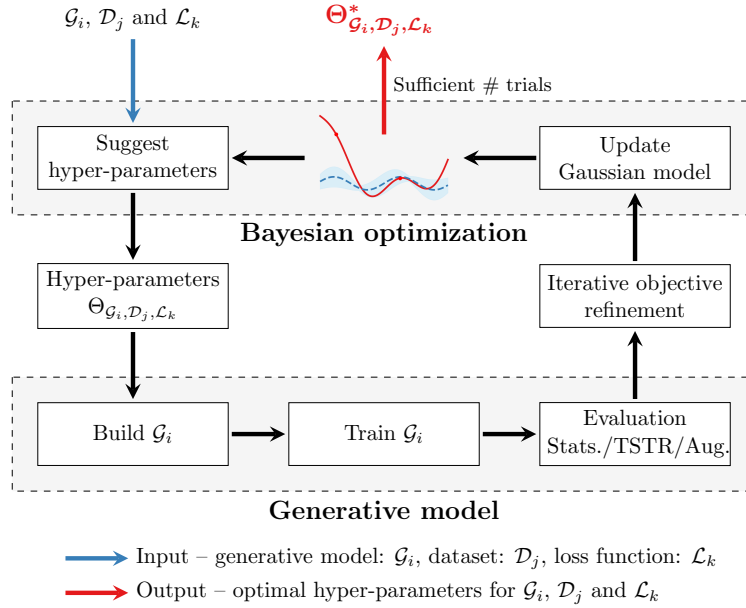 𝒢ᵢ, 𝒟ⱼ and ℒₖ
Θ*𝒢ᵢ,𝒟ⱼ,ℒₖ
Sufficient # trials
Suggest
hyper-parameters
Update
Gaussian model
Bayesian optimization
Hyper-parameters
Θ𝒢ᵢ,𝒟ⱼ,ℒₖ
Iterative objective
refinement
Build 𝒢ᵢ
Train 𝒢ᵢ
Evaluation
Stats./TSTR/Aug.
Generative model
Input – generative model: 𝒢ᵢ, dataset: 𝒟ⱼ, loss function: ℒₖ
Output – optimal hyper-parameters for 𝒢ᵢ, 𝒟ⱼ and ℒₖ